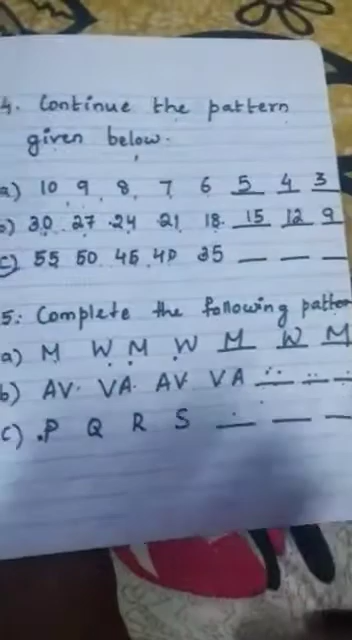 4. Continue the pattern
given below.
a) 10 9 8 7 6 5 4 3
b) 30 27 24 21 18 15 12 9
c) 55 50 45 40 35 _ _ _
5. Complete the following patter
a) M W M W M W M
b) AV VA AV VA _ _ _
c) P Q R S _ _ _